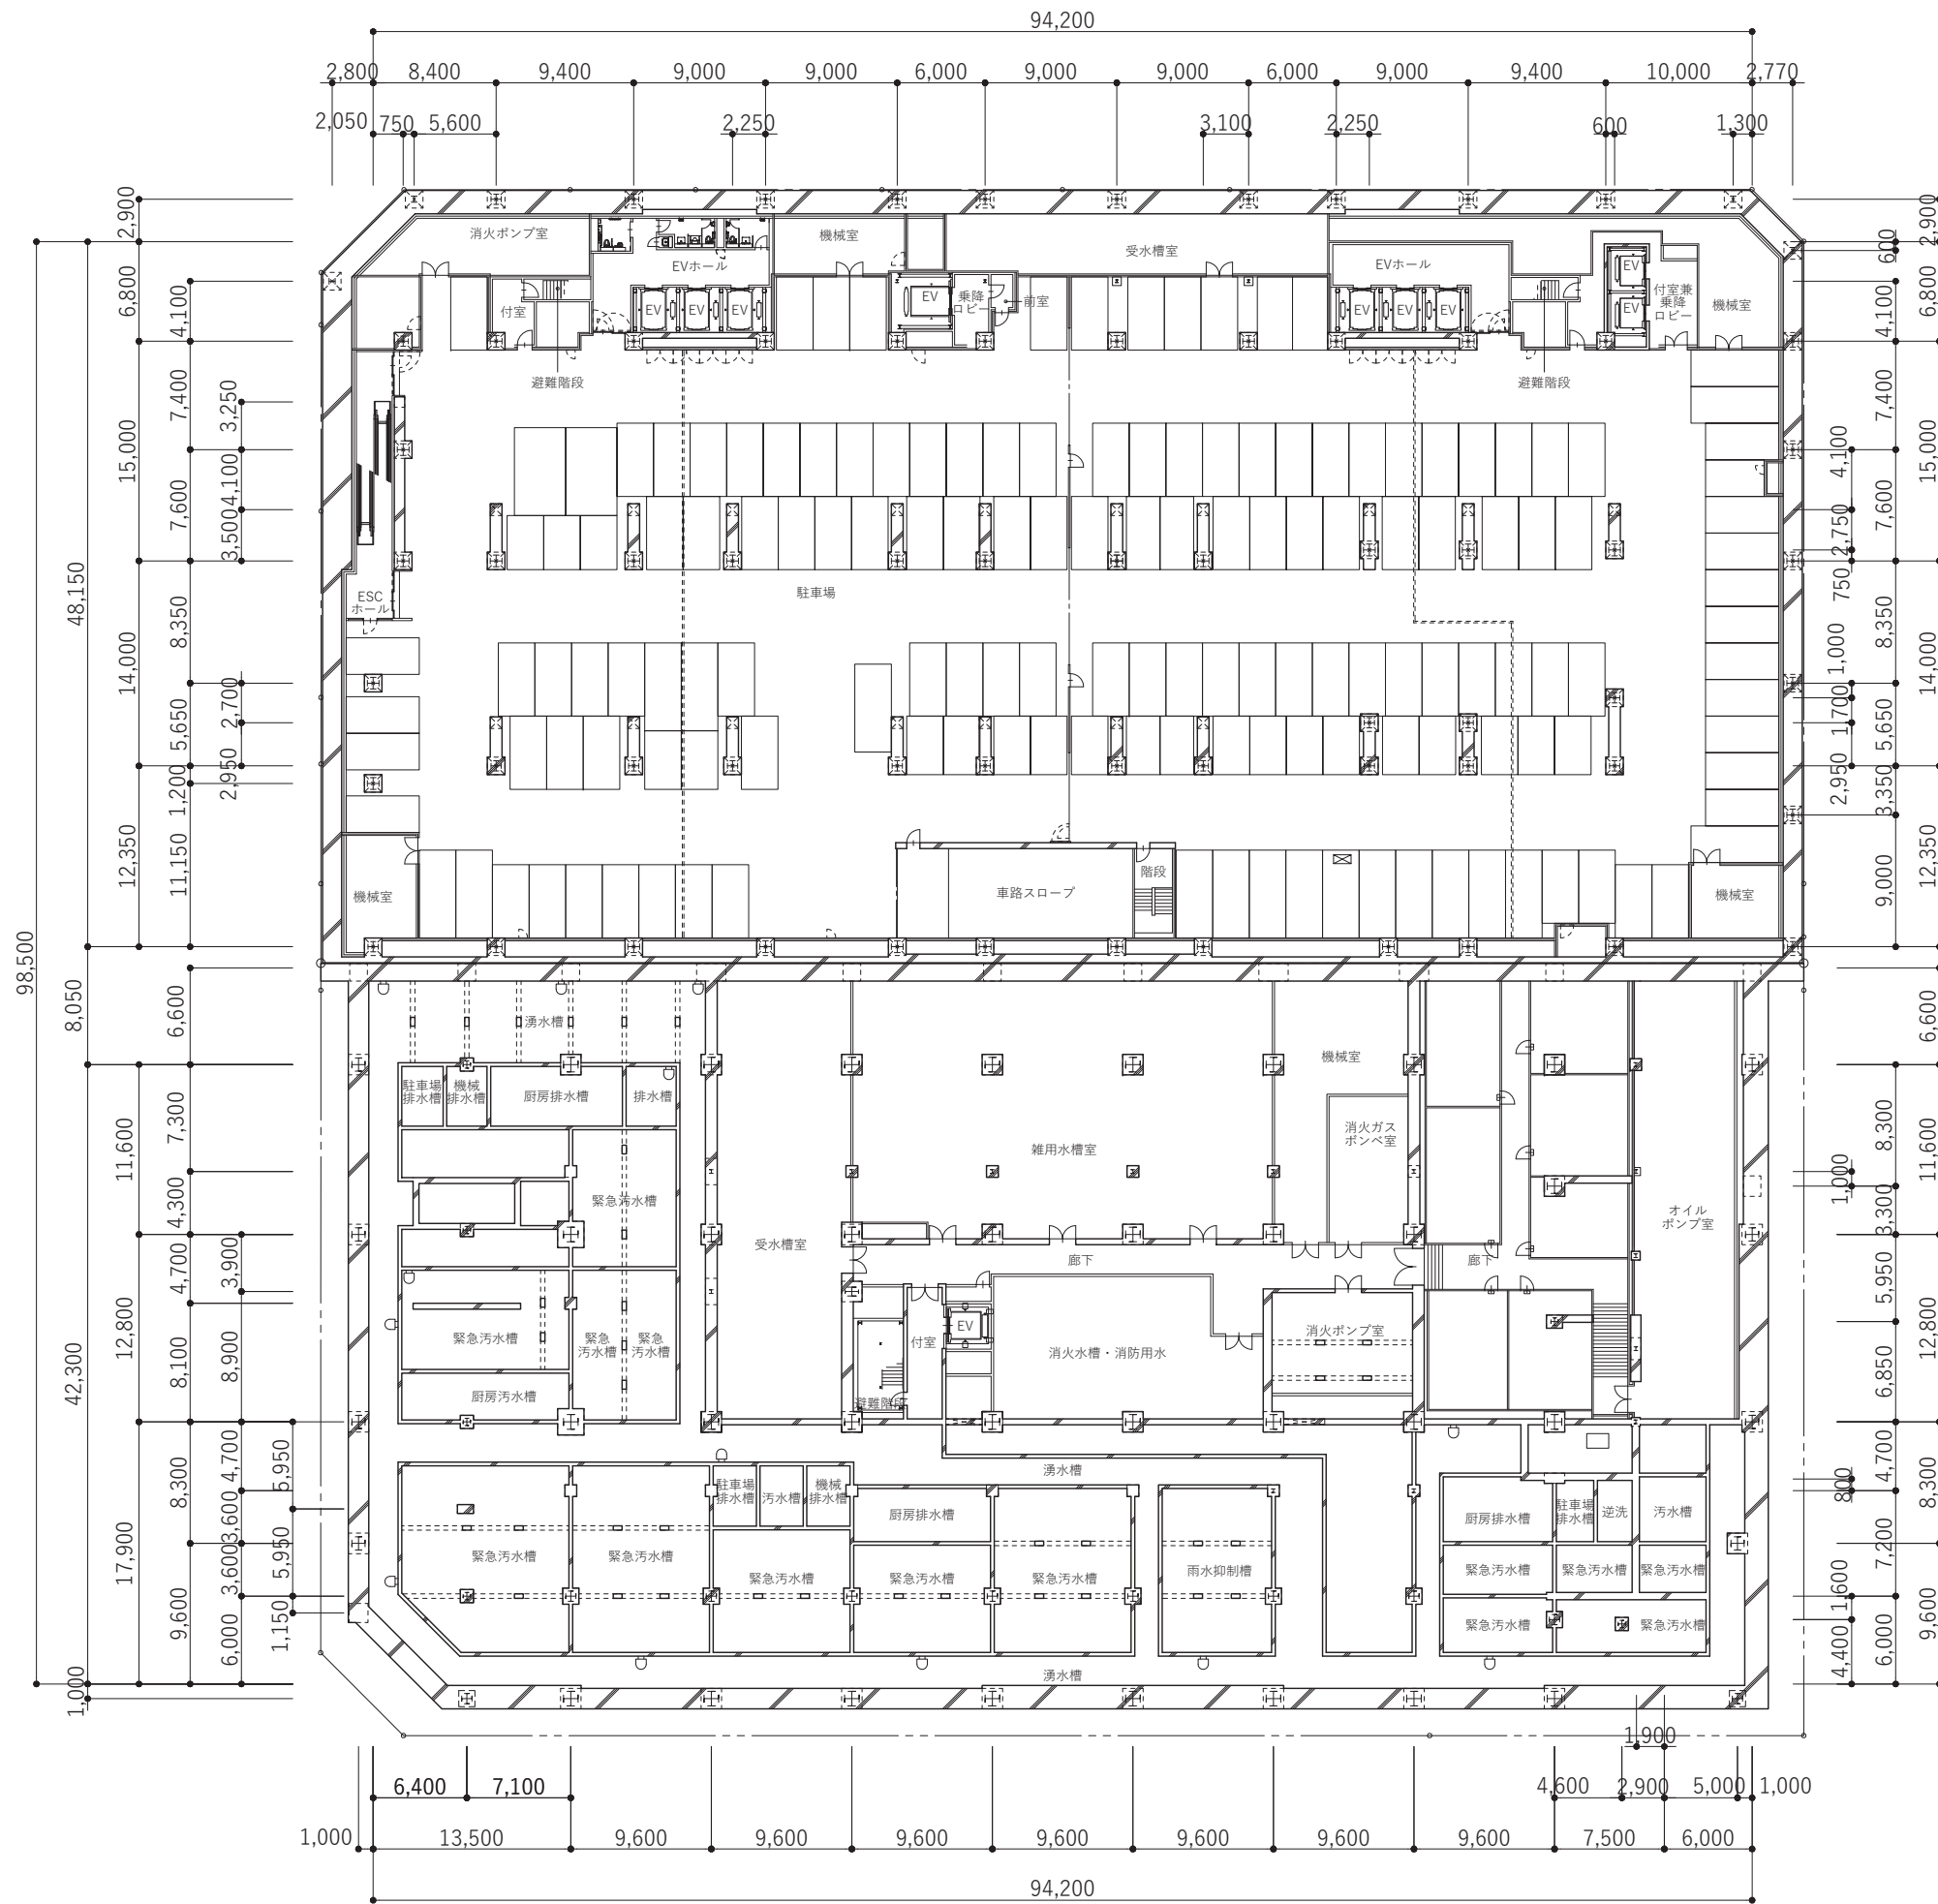 94,200
2,800 8,400 9,400 9,000 9,000 6,000 9,000 9,000 6,000 9,000 9,400 10,000 2,770
2,050 750 5,600 2,250 3,100 2,250 600 1,300
2,900
6,800
4,100
15,000
7,400
7,600
3,250
4,100
3,500
48,150
98,500
14,000
8,350
5,650
2,700
2,950
12,350
1,200
11,150
8,050
6,600
42,300
11,600
7,300
4,300
12,800
4,700
8,100
3,900
8,900
17,900
8,300
9,600
4,700
3,600
3,600
6,000
5,950
5,950
1,150
1,000
2,900
600
6,800
4,100
15,000
7,400
7,600
4,100
2,750
750
14,000
8,350
5,650
1,000
1,700
2,950
12,350
3,350
9,000
6,600
11,600
8,300
3,300
1,000
12,800
5,950
6,850
8,300
4,700
800
7,200
9,600
1,600
4,400
6,000
消火ポンプ室
EVホール
機械室
受水槽室
EVホール
付室
EV
EV
EV
EV
乗降
ロビー
前室
EV
EV
EV
EV
EV
付室兼
乗降
ロビー
機械室
避難階段
避難階段
ESC
ホール
駐車場
機械室
車路スロープ
階段
機械室
湧水槽
駐車場
排水槽
機械
排水槽
厨房排水槽
排水槽
機械室
消火ガス
ボンベ室
雑用水槽室
緊急汚水槽
受水槽室
廊下
廊下
オイル
ポンプ室
緊急汚水槽
緊急
汚水槽
緊急
汚水槽
付室
EV
消火水槽・消防用水
消火ポンプ室
厨房汚水槽
避難階段
湧水槽
駐車場
排水槽
汚水槽
機械
排水槽
厨房排水槽
厨房排水槽
駐車場
排水槽
逆洗
汚水槽
緊急汚水槽
緊急汚水槽
緊急汚水槽
緊急汚水槽
緊急汚水槽
雨水抑制槽
緊急汚水槽
緊急汚水槽
緊急汚水槽
緊急汚水槽
緊急汚水槽
湧水槽
1,900
6,400 7,100 4,600 2,900 5,000 1,000
1,000 13,500 9,600 9,600 9,600 9,600 9,600 9,600 9,600 7,500 6,000
94,200